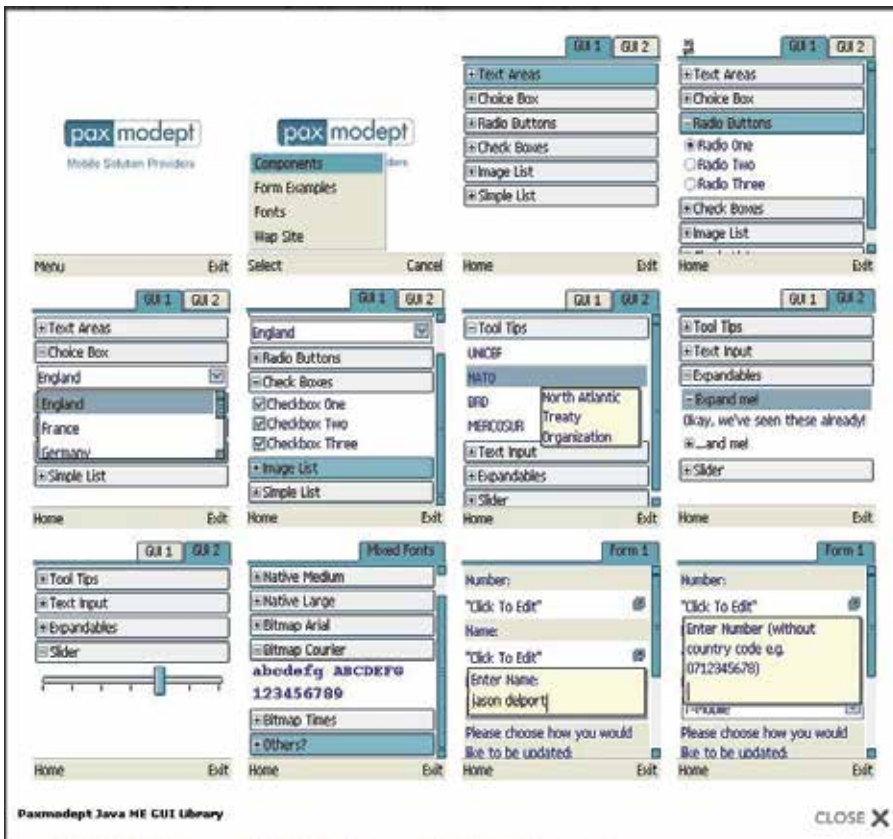 pax modept
Mobile Solution Providers
Menu Exit
pax modept
Components
Form Examples
Fonts
Wap Site
Select Cancel
GUI 1 GUI 2
Text Areas
Choice Box
Radio Buttons
Check Boxes
Image List
Simple List
Home Exit
GUI 1 GUI 2
Text Areas
Choice Box
Radio Buttons
Radio One
Radio Two
Radio Three
Check Boxes
Image List
Home Exit
GUI 1 GUI 2
Text Areas
Choice Box
England
England
France
Germany
Simple List
Home Exit
GUI 1 GUI 2
England
Radio Buttons
Check Boxes
Checkbox One
Checkbox Two
Checkbox Three
Image List
Simple List
Home Exit
GUI 1 GUI 2
Tool Tips
UNICEF
NATO
BRD
MERCOSUR
North Atlantic
Treaty
Organization
Text Input
Expandables
Slider
Home Exit
GUI 1 GUI 2
Tool Tips
Text Input
Expandables
Expand me!
Okay, we've seen these already!
...and me!
Slider
Home Exit
GUI 1 GUI 2
Tool Tips
Text Input
Expandables
Slider
Home Exit
Mixed Fonts
Native Medium
Native Large
Bitmap Arial
Bitmap Courier
abcdefg ABCDEFG
123456789
Bitmap Times
Others?
Home Exit
Form 1
Number:
"Click To Edit"
Name:
"Click To Edit"
Enter Name:
jason delport
Please choose how you would
like to be updated:
Home Exit
Form 1
Number:
"Click To Edit"
Enter Number (without
country code e.g.
0712345678)
T-Mobile
Please choose how you would
like to be updated:
Home Exit
Paxmodept Java ME GUI Library
CLOSE X